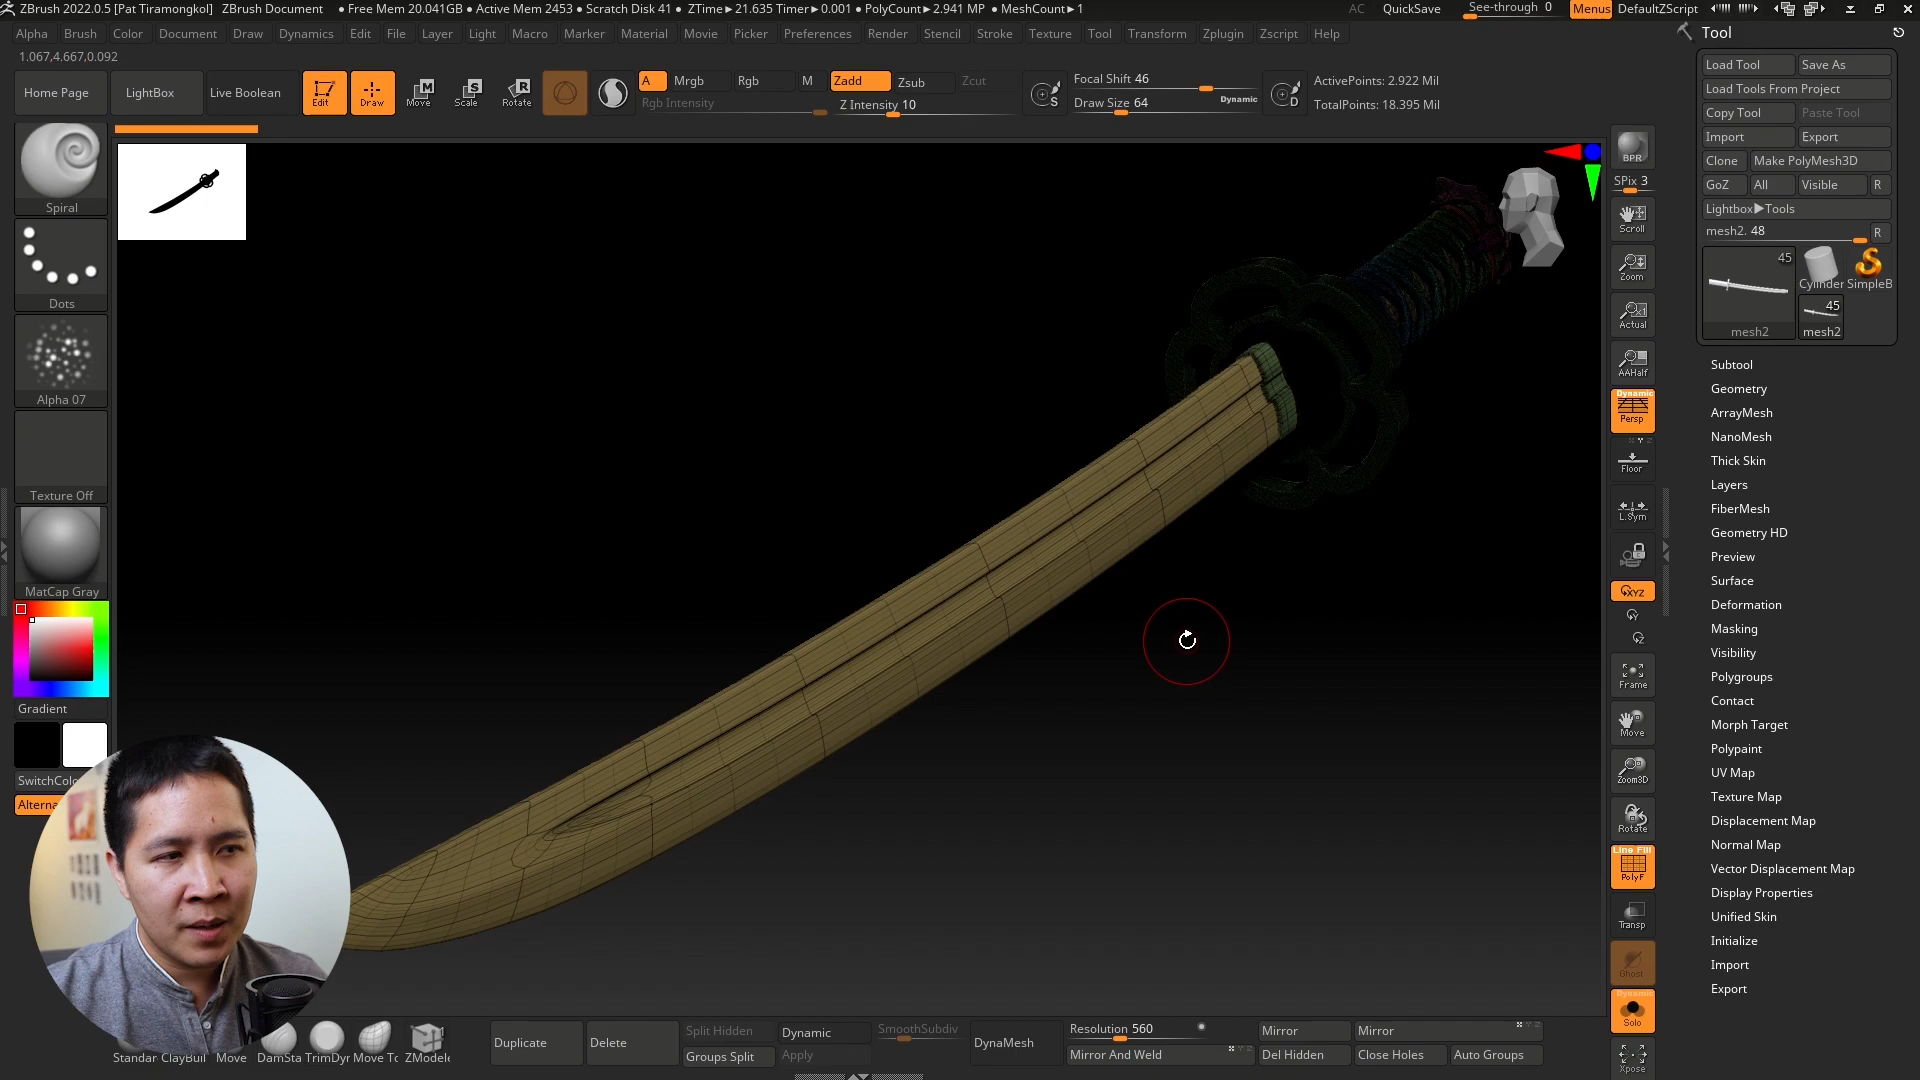 ZBrush 2022.0.5 [Pat Tiramongkol] ZBrush Document ● Free Mem 20.041GB ● Active Mem 2453 ● Scratch Disk 41 ● ZTime►21.635 Timer►0.001 ● PolyCount►2.941 MP ● MeshCount►1 AC QuickSave See-through 0 Menus DefaultZScript
Alpha Brush Color Document Draw Dynamics Edit File Layer Light Macro Marker Material Movie Picker Preferences Render Stencil Stroke Texture Tool Transform Zplugin Zscript Help
1.067,4.667,0.092
Home Page LightBox Live Boolean Edit Draw Move Scale Rotate
M S R
A Mrgb Rgb M Zadd Zsub Zcut
Rgb Intensity Z Intensity 10
S Focal Shift 46
Draw Size 64 Dynamic
D ActivePoints: 2.922 Mil
TotalPoints: 18.395 Mil
Spiral
Dots
Alpha 07
Texture Off
MatCap Gray
Gradient
SwitchColo
Alterna
BPR
SPix 3
Scroll
Zoom
Actual
AAHalf
Dynamic
Persp
Floor
L.Sym
XYZ
Y
Z
Frame
Move
Zoom3D
Rotate
Line Fill
PolyF
Transp
Ghost
Dynamic
Solo
Xpose
Tool
Load Tool Save As
Load Tools From Project
Copy Tool Paste Tool
Import Export
Clone Make PolyMesh3D
GoZ All Visible R
Lightbox►Tools
mesh2. 48 R
45
Cylinder SimpleB
45
mesh2 mesh2
Subtool
Geometry
ArrayMesh
NanoMesh
Thick Skin
Layers
FiberMesh
Geometry HD
Preview
Surface
Deformation
Masking
Visibility
Polygroups
Contact
Morph Target
Polypaint
UV Map
Texture Map
Displacement Map
Normal Map
Vector Displacement Map
Display Properties
Unified Skin
Initialize
Import
Export
Standar ClayBuil Move DamSta TrimDyr Move Tc ZModele
1
Duplicate Delete
Split Hidden
Groups Split
Dynamic
Apply
SmoothSubdiv
DynaMesh
Resolution 560
Mirror And Weld
Mirror
Del Hidden
Mirror
Close Holes Auto Groups